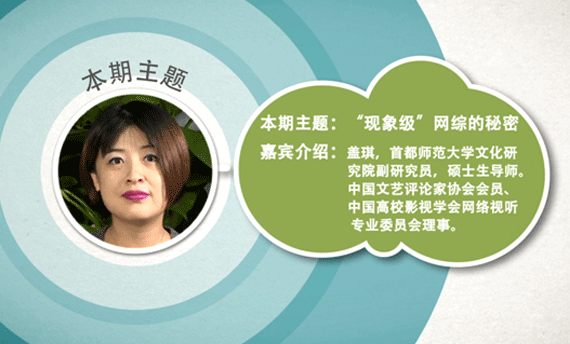 本期主题
本期主题：“现象级”网综的秘密
嘉宾介绍：盖琪，首都师范大学文化研
究院副研究员，硕士生导师。
中国文艺评论家协会会员、
中国高校影视学会网络视听
专业委员会理事。